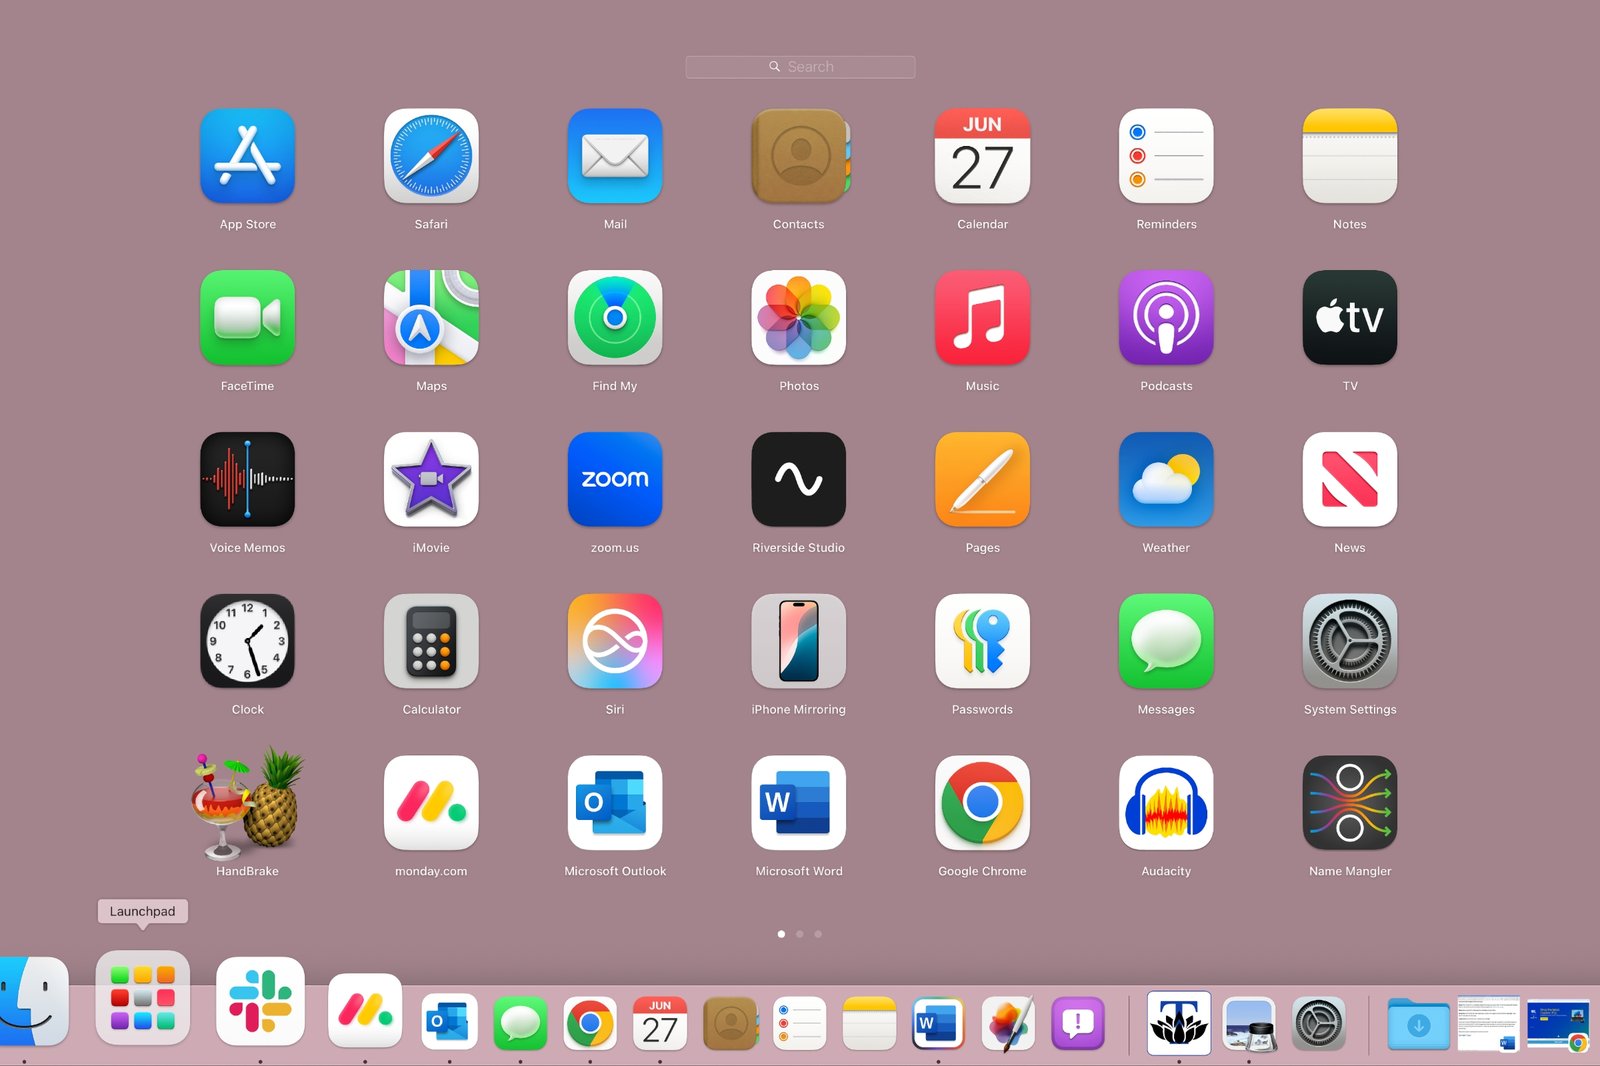 Search
JUN
27
App Store
Safari
Mail
Contacts
Calendar
Reminders
Notes
tv
FaceTime
Maps
Find My
Photos
Music
Podcasts
TV
zoom
Voice Memos
iMovie
zoom.us
Riverside Studio
Pages
Weather
News
12
1
2
3
4
5
6
7
8
9
10
11
Clock
Calculator
Siri
iPhone Mirroring
Passwords
Messages
System Settings
O
W
HandBrake
monday.com
Microsoft Outlook
Microsoft Word
Google Chrome
Audacity
Name Mangler
Launchpad
O
JUN
27
W
T
W